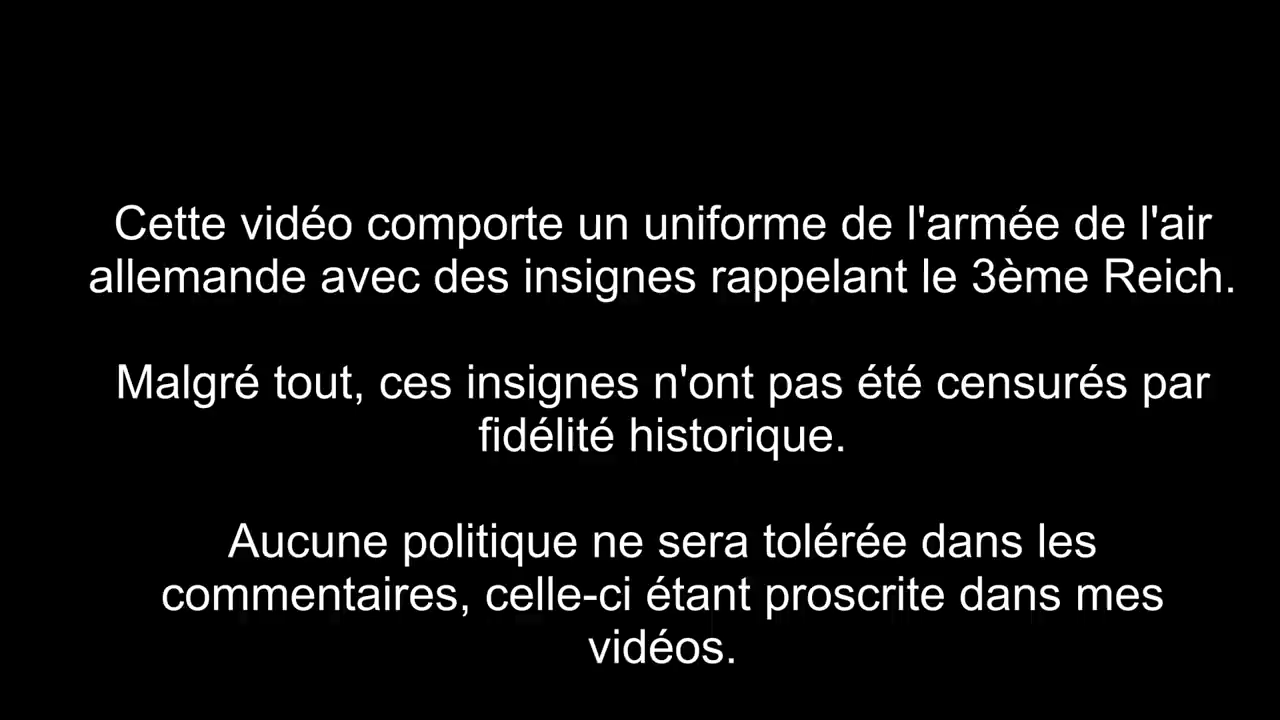 Cette vidéo comporte un uniforme de l'armée de l'air
allemande avec des insignes rappelant le 3ème Reich.
Malgré tout, ces insignes n'ont pas été censurés par
fidélité historique.
Aucune politique ne sera tolérée dans les
commentaires, celle-ci étant proscrite dans mes
vidéos.